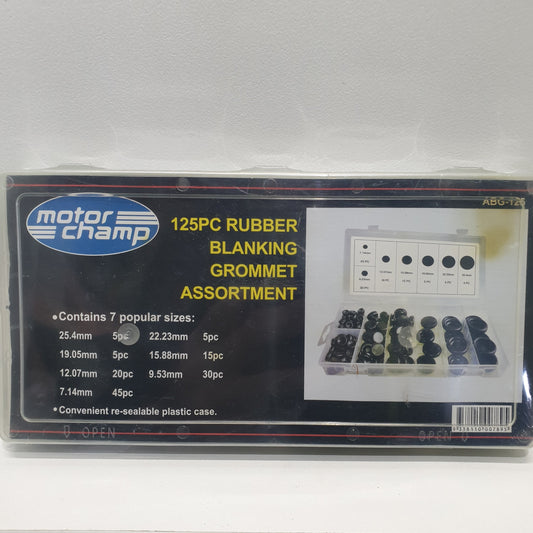 motor
champ
ABG-125
125PC RUBBER
BLANKING
GROMMET
ASSORTMENT
•Contains 7 popular sizes:
25.4mm 5pc 22.23mm 5pc
19.05mm 5pc 15.88mm 15pc
12.07mm 20pc 9.53mm 30pc
7.14mm 45pc
•Convenient re-sealable plastic case.
OPEN OPEN